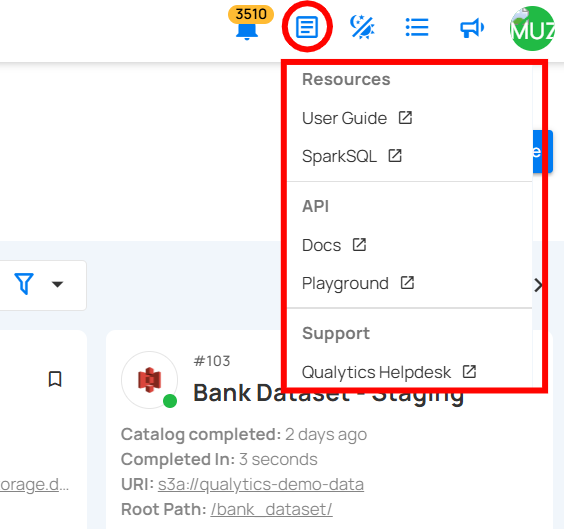 3510
MUZ
Resources
User Guide
SparkSQL
e
API
Docs
Playground
Support
Qualytics Helpdesk
#103
Bank Dataset - Staging
Catalog completed: 2 days ago
Completed In: 3 seconds
orage.d...
URI: s3a://qualytics-demo-data
Root Path: /bank_dataset/